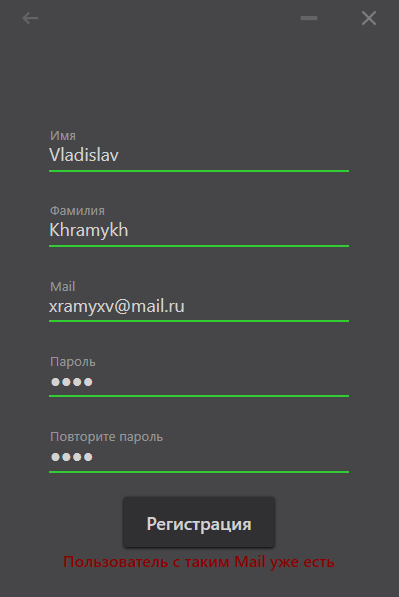 Имя
Vladislav
Фамилия
Khramykh
Mail
xramyxv@mail.ru
Пароль
●●●●
Повторите пароль
●●●●
Регистрация
Пользователь с таким Mail уже есть